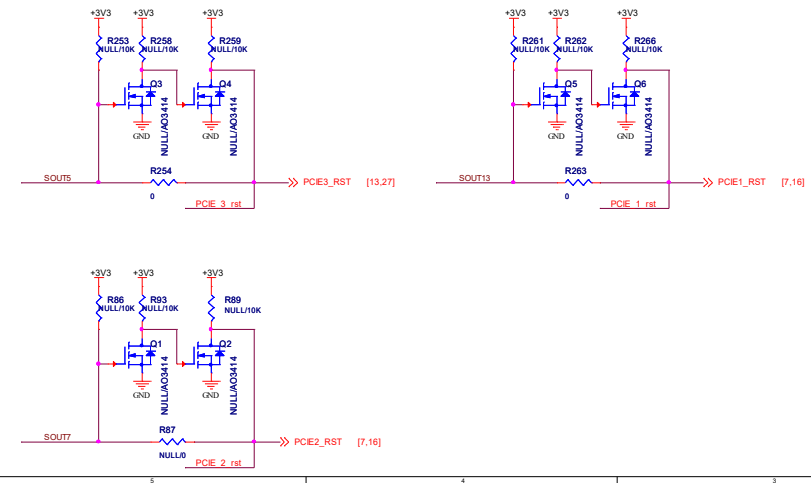 +3V3 +3V3 +3V3
R253 R258 R259
NULL/10K NULL/10K NULL/10K
Q3 Q4
NULL/AO3414 NULL/AO3414
GND GND
R254
SOUT5
PCIE3_RST [13,27]
0
PCIE_3_rst
+3V3 +3V3 +3V3
R261 R262 R266
NULL/10K NULL/10K NULL/10K
Q5 Q6
NULL/AO3414 NULL/AO3414
GND GND
R263
SOUT13
PCIE1_RST [7,16]
0
PCIE_1_rst
+3V3 +3V3 +3V3
R86 R93 R89
NULL/10K NULL/10K NULL/10K
Q1 Q2
NULL/AO3414 NULL/AO3414
GND GND
R87
SOUT7
PCIE2_RST [7,16]
NULL/0
PCIE_2_rst
5 4 3